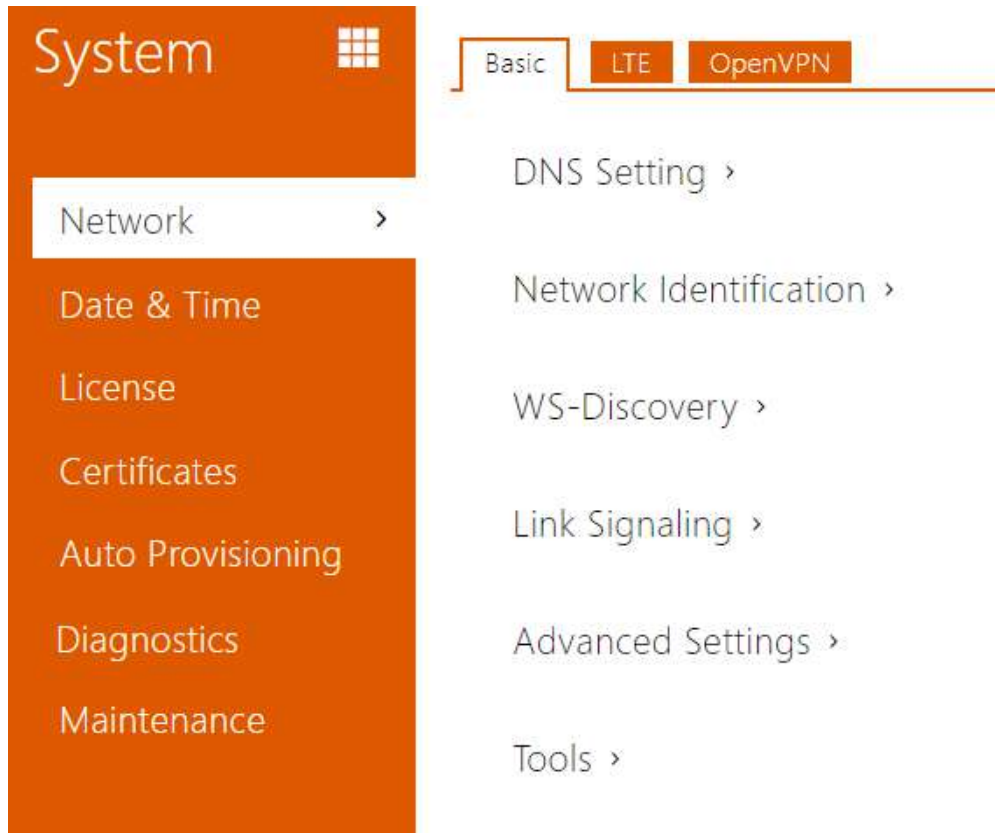 System
Network
Date & Time
License
Certificates
Auto Provisioning
Diagnostics
Maintenance
Basic LTE OpenVPN
DNS Setting
Network Identification
WS-Discovery
Link Signaling
Advanced Settings
Tools